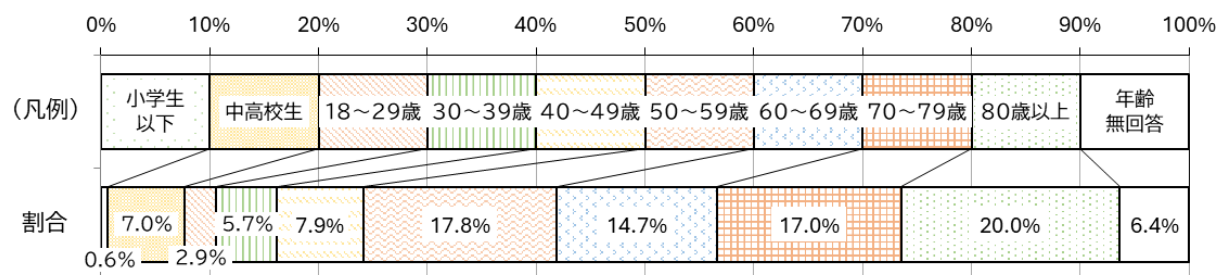 0% 10% 20% 30% 40% 50% 60% 70% 80% 90% 100%
（凡例） 小学生以下 中高校生 18～29歳 30～39歳 40～49歳 50～59歳 60～69歳 70～79歳 80歳以上 年齢無回答
割合 7.0% 5.7% 7.9% 17.8% 14.7% 17.0% 20.0% 6.4%
0.6% 2.9%